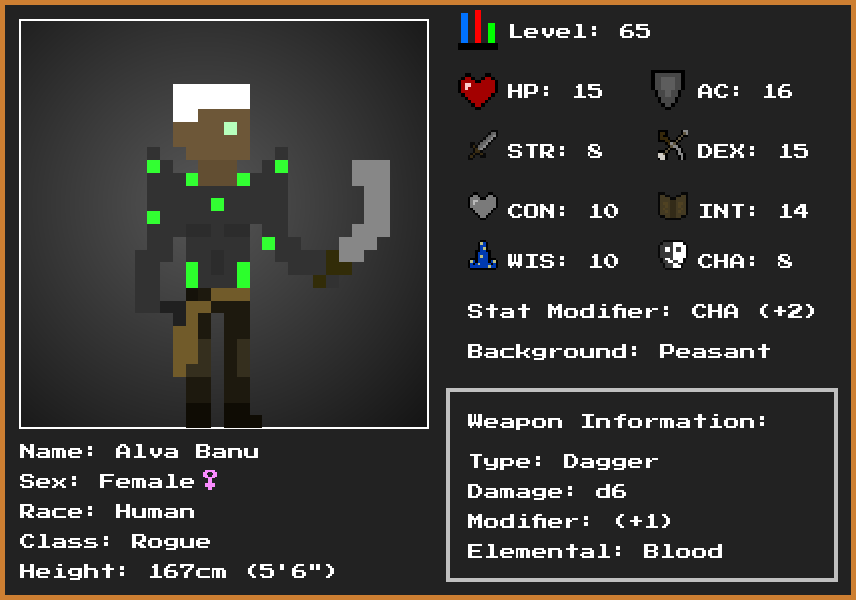 Level: 65
HP: 15 AC: 16
STR: 8 DEX: 15
CON: 10 INT: 14
WIS: 10 CHA: 8
Stat Modifier: CHA (+2)
Background: Peasant
Weapon Information:
Type: Dagger
Damage: d6
Modifier: (+1)
Elemental: Blood
Name: Alva Banu
Sex: Female♀
Race: Human
Class: Rogue
Height: 167cm (5'6")